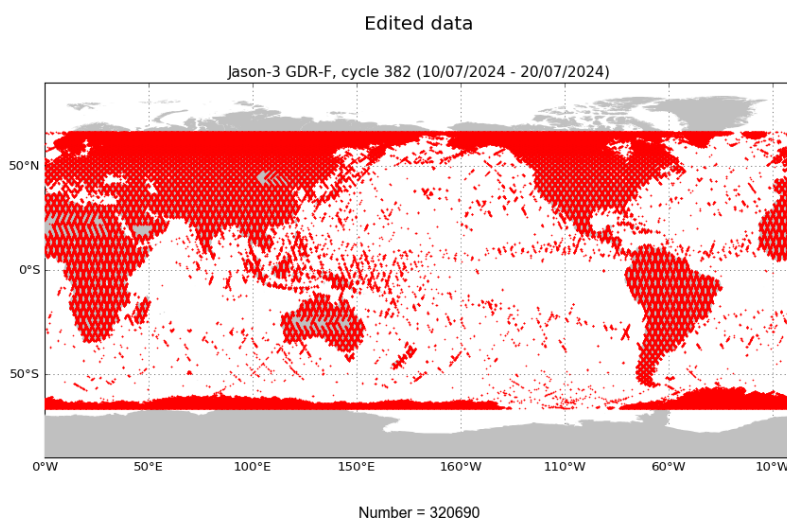 Edited data
Jason-3 GDR-F, cycle 382 (10/07/2024 - 20/07/2024)
50°N
0°S
50°S
0°W 50°E 100°E 150°E 160°W 110°W 60°W 10°W
Number = 320690